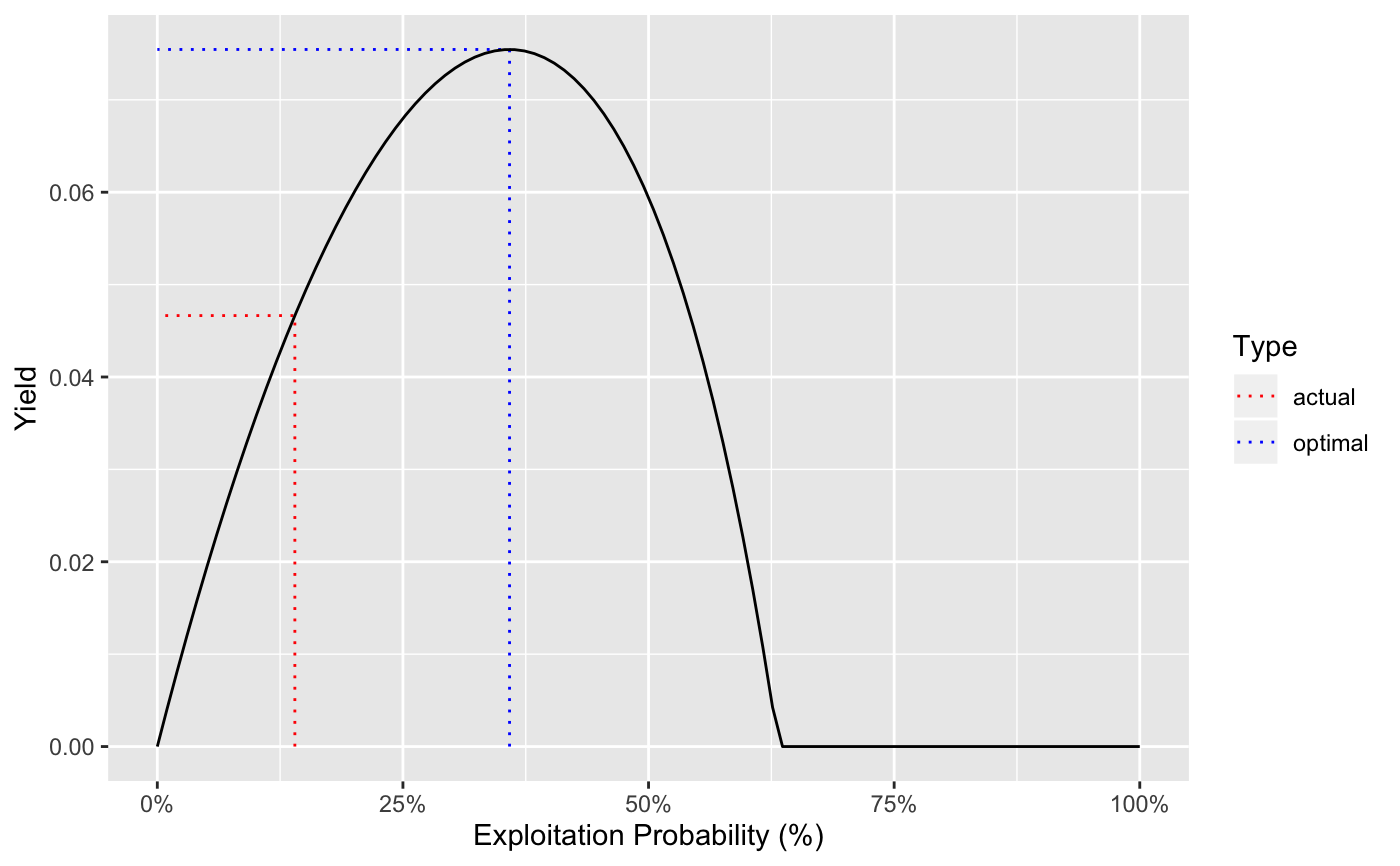 Yield
0.06
0.04
0.02
0.00
0%
25%
50%
75%
100%
Exploitation Probability (%)
Type
actual
optimal